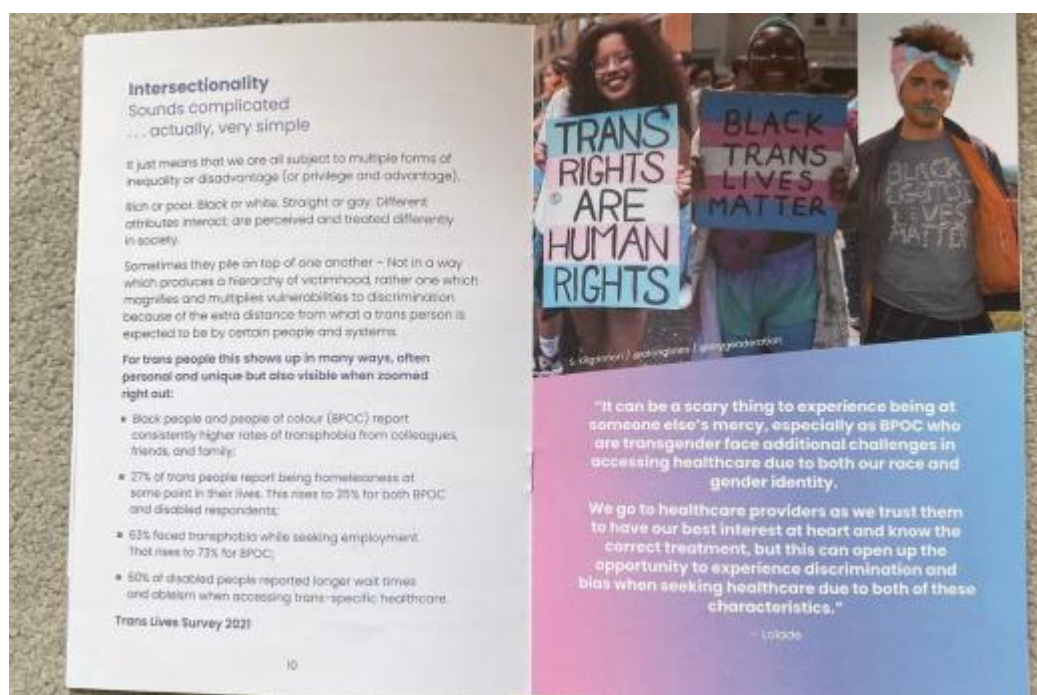 Intersectionality
Sounds complicated
. . . actually, very simple
It just means that we are all subject to multiple forms of
inequality or disadvantage (or privilege and advantage).
Rich or poor. Black or white. Straight or gay. Different
attributes interact, are perceived and treated differently
in society.
Sometimes they pile on top of one another – Not in a way
which produces a hierarchy of victimhood, rather one which
magnifies and multiplies vulnerabilities to discrimination
because of the extra distance from what a trans person is
expected to be by certain people and systems.
For trans people this shows up in many ways, often
personal and unique but also visible when zoomed
right out:
Black people and people of colour (BPOC) report
consistently higher rates of transphobia from colleagues,
friends, and family;
27% of trans people report being homelessness at
some point in their lives. This rises to 35% for both BPOC
and disabled respondents;
63% faced transphobia while seeking employment.
That rises to 73% for BPOC;
60% of disabled people reported longer wait times
and ableism when accessing trans-specific healthcare.
Trans Lives Survey 2021
10
TRANS
RIGHTS
ARE
HUMAN
RIGHTS
BLACK
TRANS
LIVES
MATTER
BLACK
LGBTQI
LIVES
MATTER
"It can be a scary thing to experience being at
someone else's mercy, especially as BPOC who
are transgender face additional challenges in
accessing healthcare due to both our race and
gender identity.
We go to healthcare providers as we trust them
to have our best interest at heart and know the
correct treatment, but this can open up the
opportunity to experience discrimination and
bias when seeking healthcare due to both of these
characteristics."
– Lolade